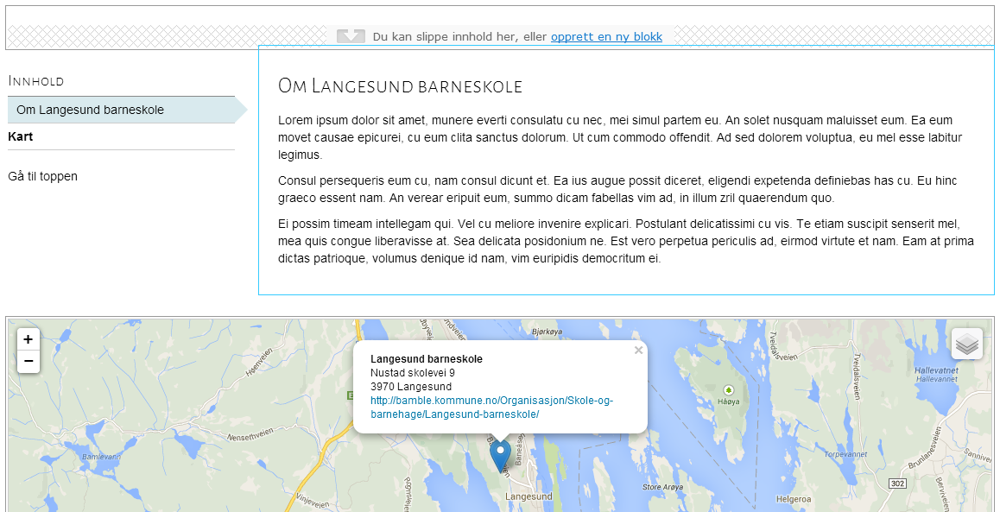 Du kan slippe innhold her, eller opprett en ny blokk
Innhold
Om Langesund barneskole
Kart
Gå til toppen
Om Langesund barneskole
Lorem ipsum dolor sit amet, munere everti consulatu cu nec, mei simul partem eu. An solet nusquam maluisset eum. Ea eum
movet causae epicurei, cu eum clita sanctus dolorum. Ut cum commodo offendit. Ad sed dolorem voluptua, eu mel esse labitur
legimus.
Consul persequeris eum cu, nam consul dicunt et. Ea ius augue possit diceret, eligendi expetenda definiebas has cu. Eu hinc
graeco essent nam. An verear eripuit eum, summo dicam fabellas vim ad, in illum zril quaerendum quo.
Ei possim timeam intellegam qui. Vel cu meliore invenire explicari. Postulant delicatissimi cu vis. Te etiam suscipit senserit mel,
mea quis congue liberavisse at. Sea delicata posidonium ne. Est vero perpetua periculis ad, eirmod virtute et nam. Eam at prima
dictas patrioque, volumus denique id nam, vim euripidis democritum ei.
+
−
Langesund barneskole
Nustad skolevei 9
3970 Langesund
http://bamble.kommune.no/Organisasjon/Skole-og-
barnehage/Langesund-barneskole/
×
Bjørkøya
Høenveien
Tveidalsveien
Tveidalsveien
Hallevatnet
Hallevannet
Håøya
E
Nensettveien
Bamlevann
Torpevannet
Brunlanesveien
302
Store Arøya
Langesund
Helgeroa
Vinjeveien